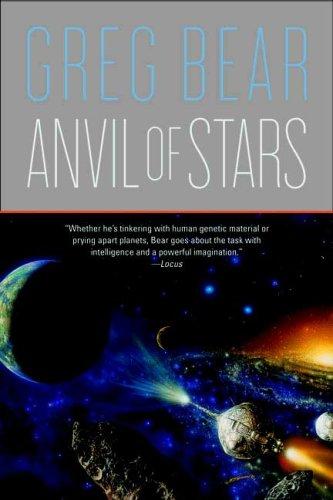 GREG BEAR
ANVIL OF STARS
"Whether he's tinkering with human genetic material or
prying apart planets, Bear goes about the task with
intelligence and a powerful imagination."
—Locus